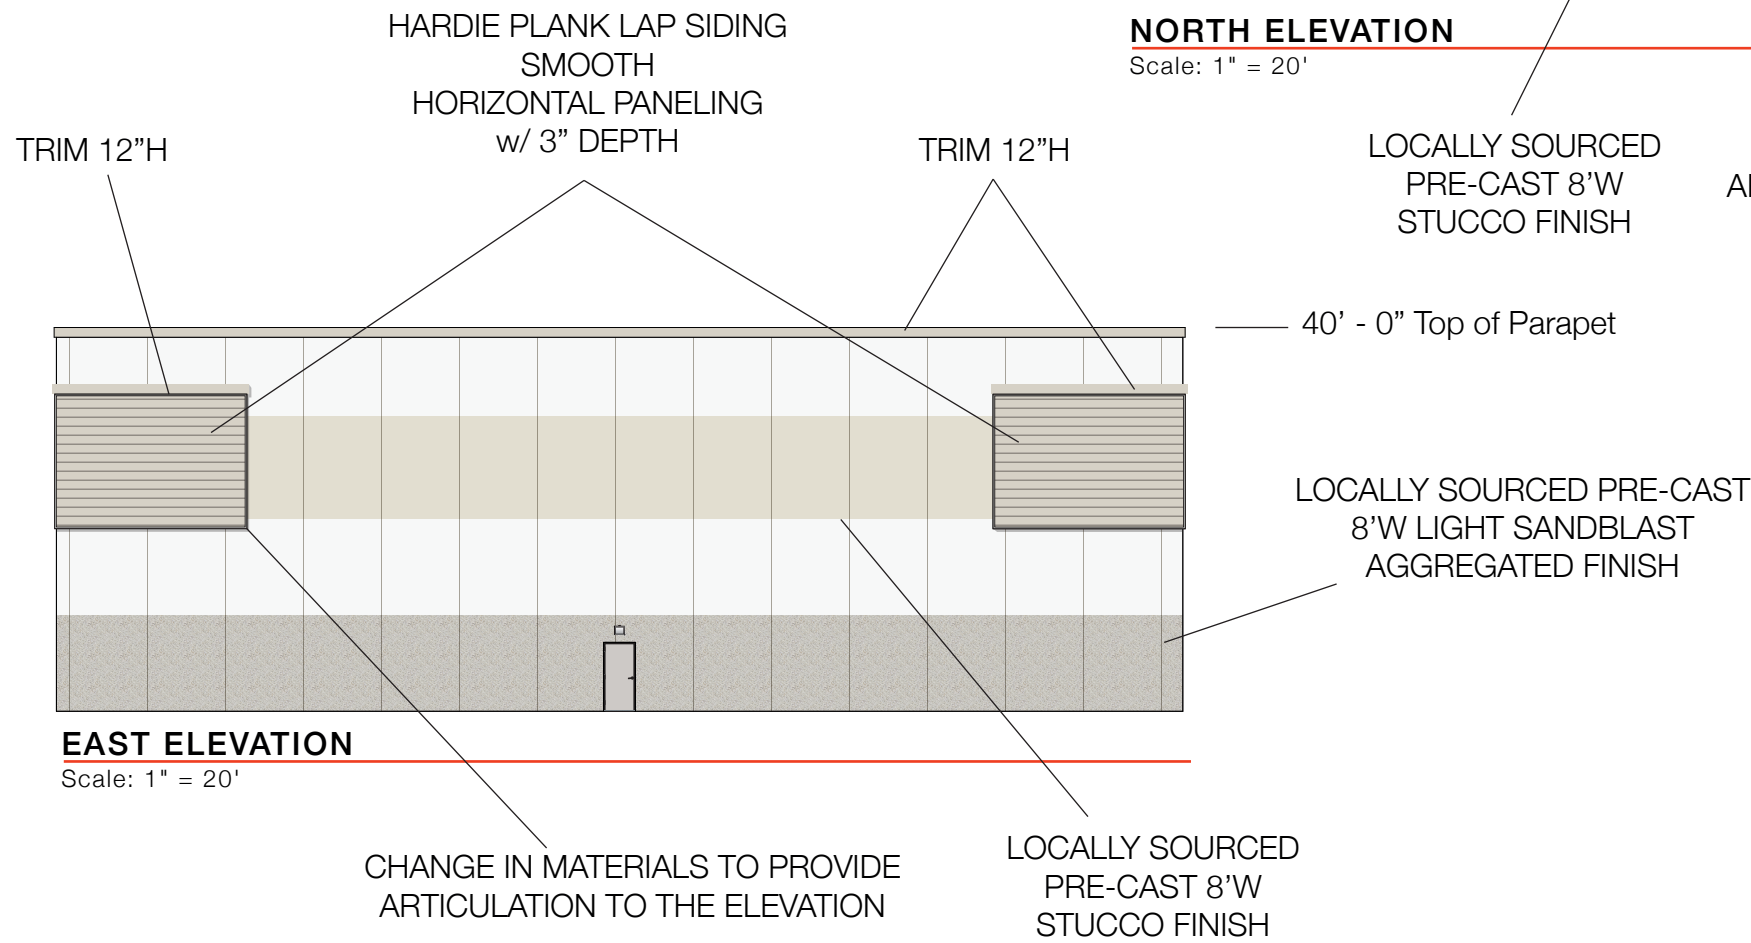 HARDIE PLANK LAP SIDING
SMOOTH
HORIZONTAL PANELING
w/ 3” DEPTH
NORTH ELEVATION
Scale: 1" = 20'
TRIM 12”H
TRIM 12”H
LOCALLY SOURCED
PRE-CAST 8’W
STUCCO FINISH
40’ - 0” Top of Parapet
LOCALLY SOURCED PRE-CAST
8’W LIGHT SANDBLAST
AGGREGATED FINISH
EAST ELEVATION
Scale: 1" = 20'
CHANGE IN MATERIALS TO PROVIDE
ARTICULATION TO THE ELEVATION
LOCALLY SOURCED
PRE-CAST 8’W
STUCCO FINISH